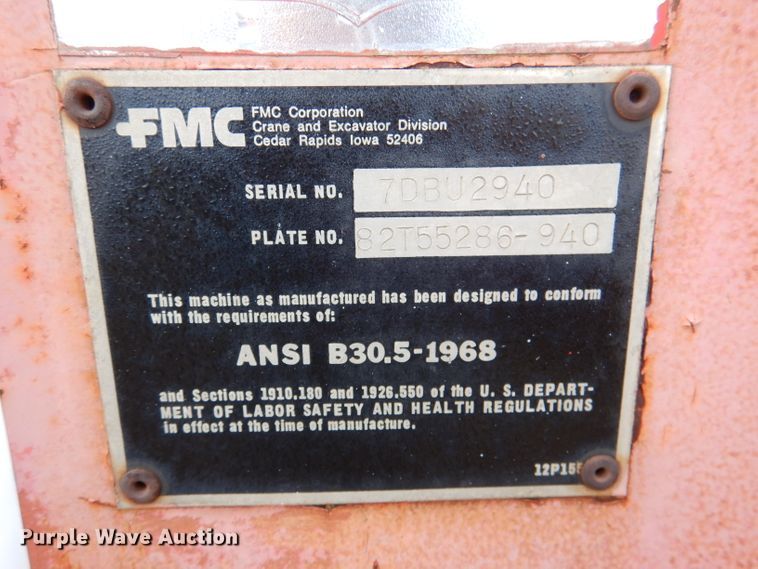 FMC
FMC Corporation
Crane and Excavator Division
Cedar Rapids Iowa 52406
SERIAL NO. 7DBU2940
PLATE NO. 82T55286-940
This machine as manufactured has been designed to conform
with the requirements of:
ANSI B30.5-1968
and Sections 1910.180 and 1926.550 of the U. S. DEPART-
MENT OF LABOR SAFETY AND HEALTH REGULATIONS
in effect at the time of manufacture.
Purple Wave Auction